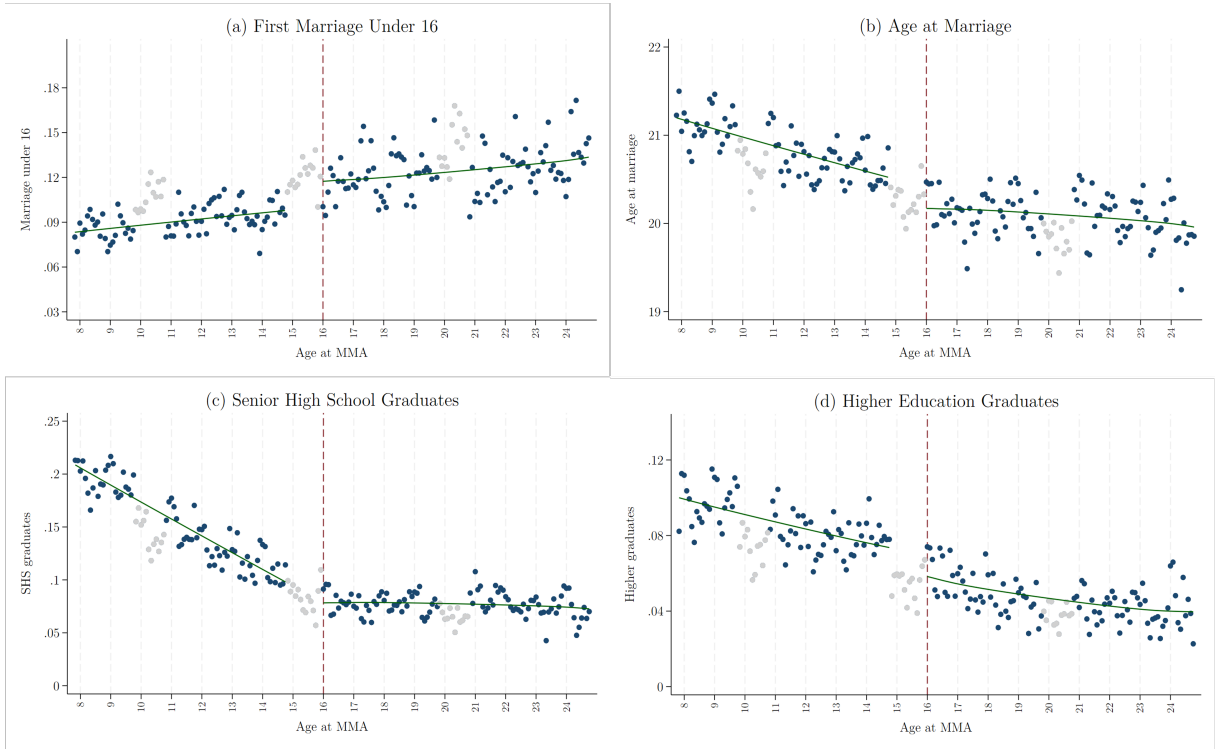 (a) First Marriage Under 16
Marriage under 16
.18
.15
.12
.09
.06
.03
8 9 10 11 12 13 14 15 16 17 18 19 20 21 22 23 24
Age at MMA
(b) Age at Marriage
Age at marriage
22
21
20
19
8 9 10 11 12 13 14 15 16 17 18 19 20 21 22 23 24
Age at MMA
(c) Senior High School Graduates
SHS graduates
.25
.2
.15
.1
.05
0
8 9 10 11 12 13 14 15 16 17 18 19 20 21 22 23 24
Age at MMA
(d) Higher Education Graduates
Higher graduates
.12
.08
.04
0
8 9 10 11 12 13 14 15 16 17 18 19 20 21 22 23 24
Age at MMA